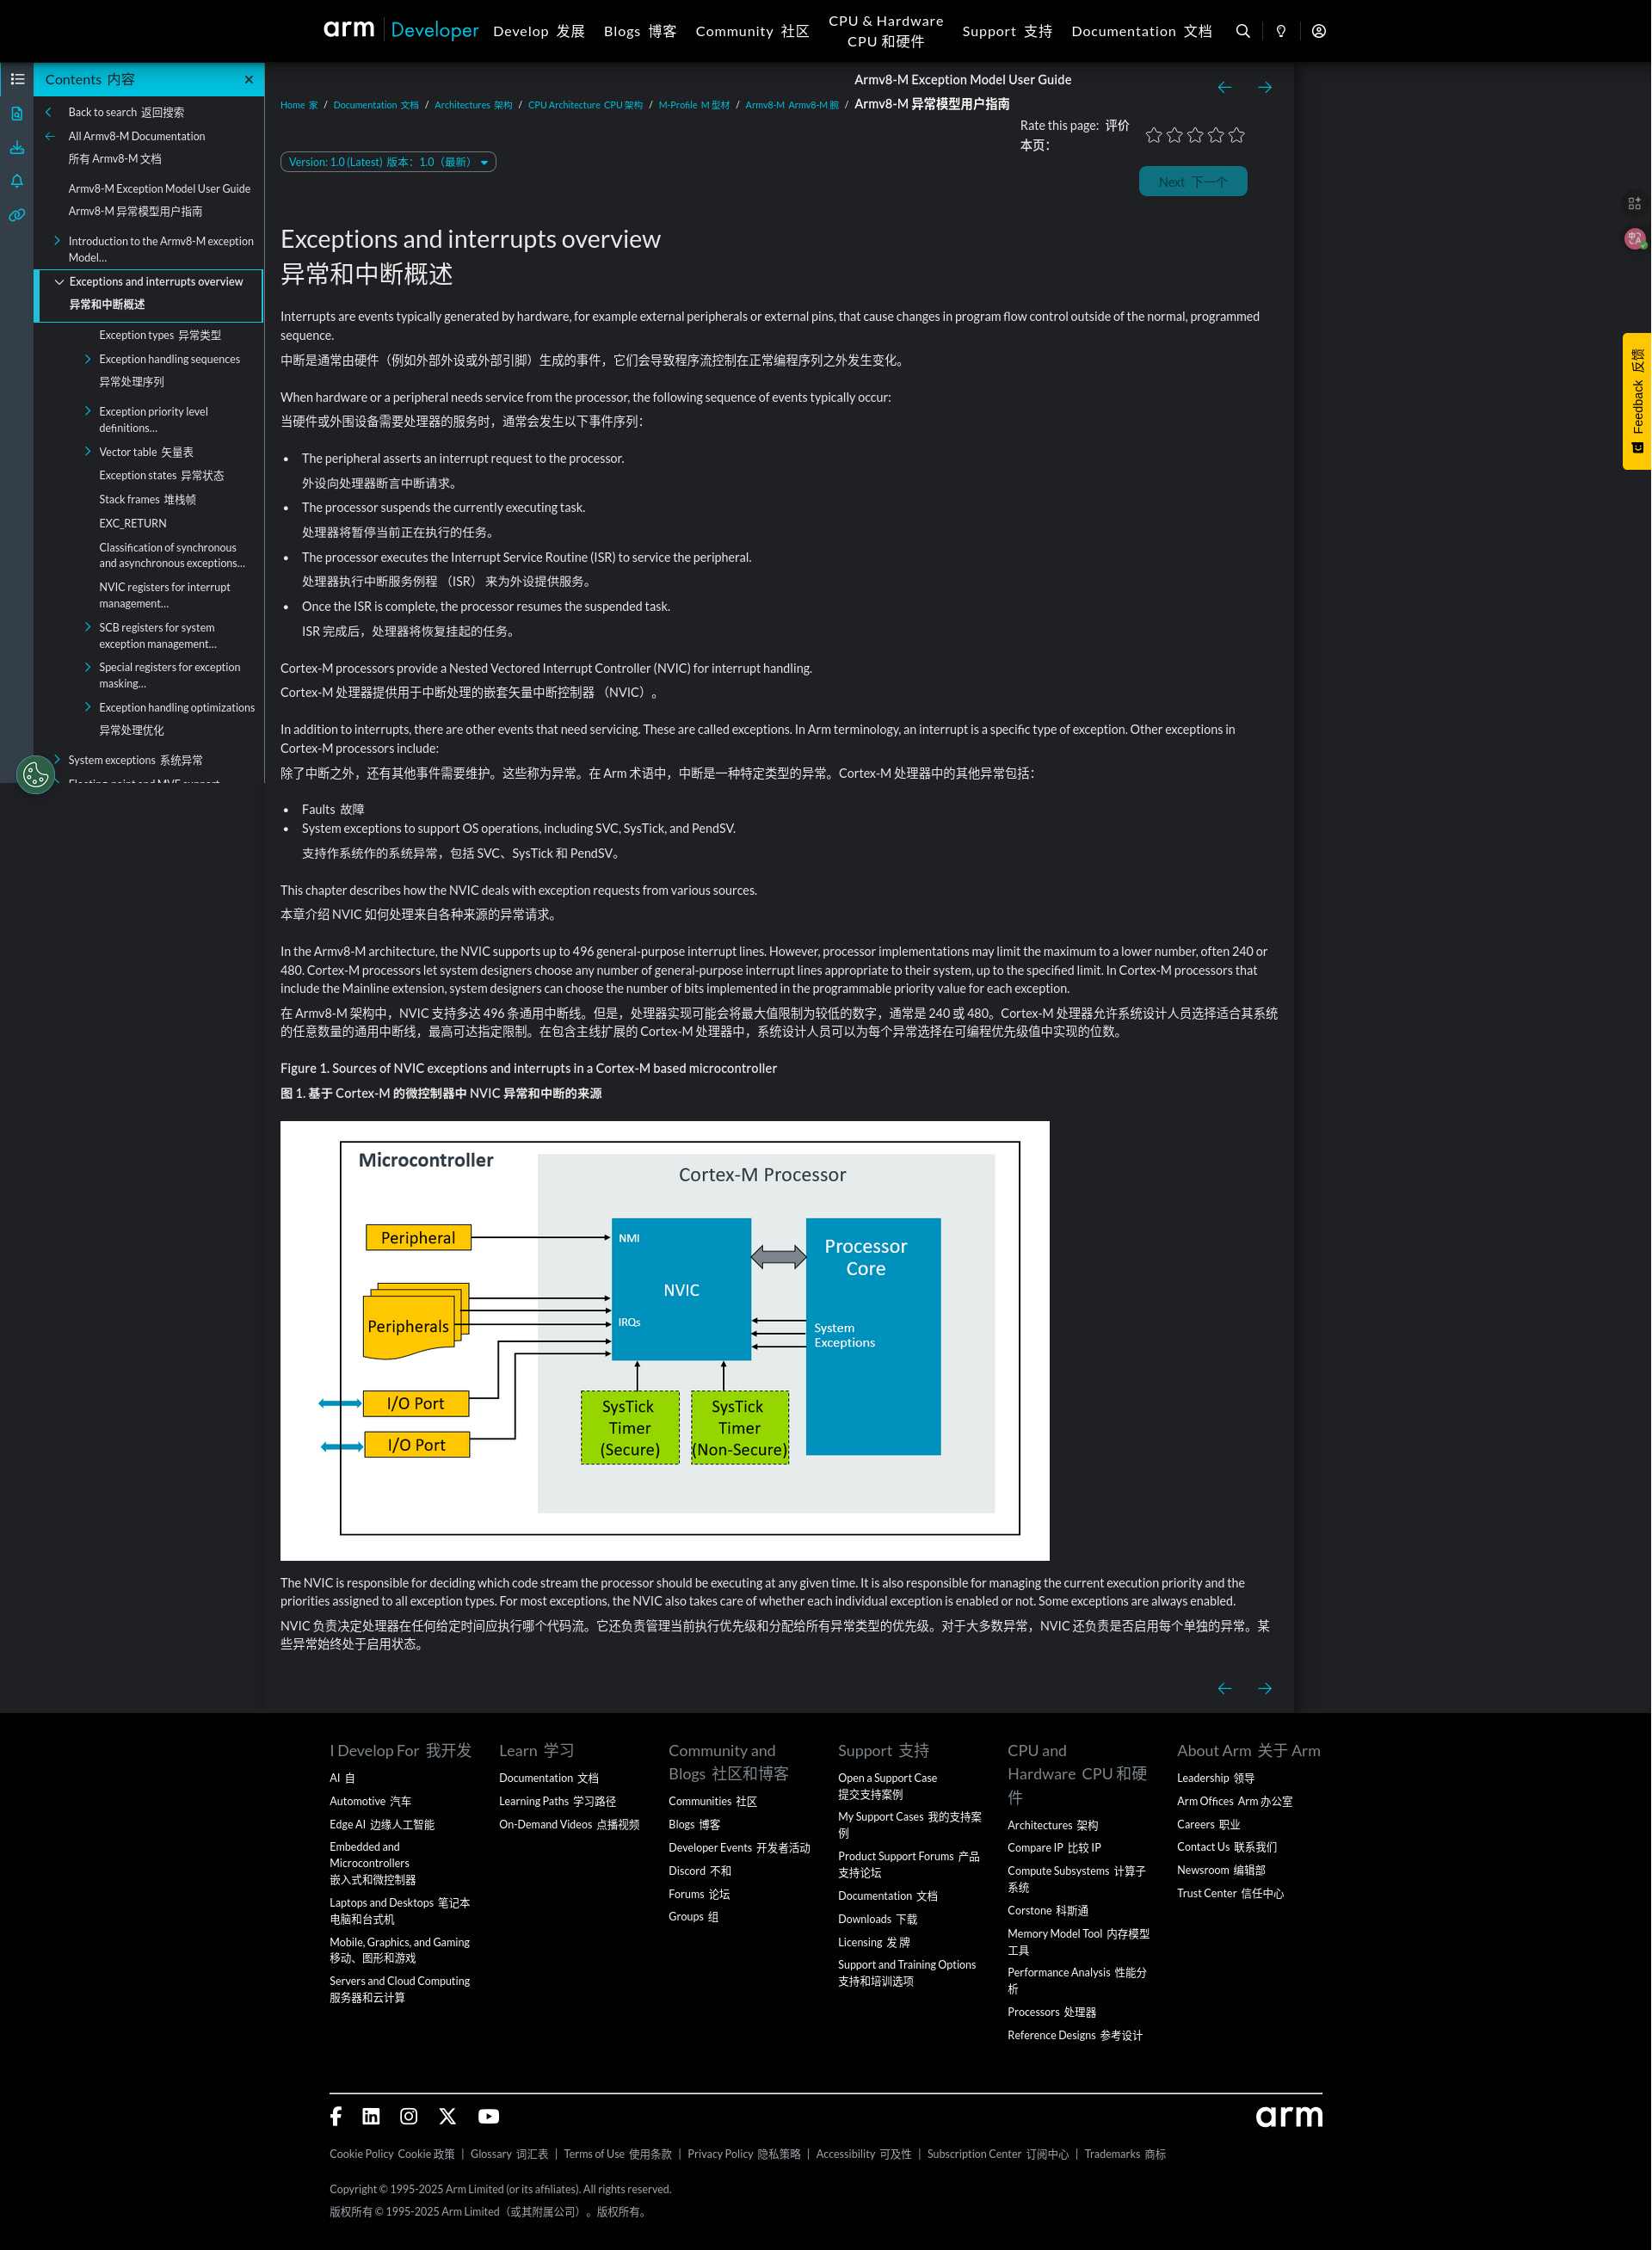 arm Developer
Develop 发展
Blogs 博客
Community 社区
CPU & Hardware
CPU 和硬件
Support 支持
Documentation 文档
Contents 内容
Back to search 返回搜索
All Armv8-M Documentation
所有 Armv8-M 文档
Armv8-M Exception Model User Guide
Armv8-M 异常模型用户指南
Introduction to the Armv8-M exception
Model...
Exceptions and interrupts overview
异常和中断概述
Exception types 异常类型
Exception handling sequences
异常处理序列
Exception priority level
definitions...
Vector table 矢量表
Exception states 异常状态
Stack frames 堆栈帧
EXC_RETURN
Classification of synchronous
and asynchronous exceptions...
NVIC registers for interrupt
management...
SCB registers for system
exception management...
Special registers for exception
masking...
Exception handling optimizations
异常处理优化
System exceptions 系统异常
Floating-point and MVE support
Home 家 / Documentation 文档 / Architectures 架构 / CPU Architecture CPU 架构 / M-Profile M 型材 / Armv8-M Armv8-M 腕 /
Armv8-M Exception Model User Guide
Armv8-M 异常模型用户指南
Rate this page: 评价
本页：
Version: 1.0 (Latest) 版本：1.0（最新）
Next 下一个
Feedback 反馈
Exceptions and interrupts overview
异常和中断概述
Interrupts are events typically generated by hardware, for example external peripherals or external pins, that cause changes in program flow control outside of the normal, programmed
sequence.
中断是通常由硬件（例如外部外设或外部引脚）生成的事件，它们会导致程序流控制在正常编程序列之外发生变化。
When hardware or a peripheral needs service from the processor, the following sequence of events typically occur:
当硬件或外围设备需要处理器的服务时，通常会发生以下事件序列：
• The peripheral asserts an interrupt request to the processor.
外设向处理器断言中断请求。
• The processor suspends the currently executing task.
处理器将暂停当前正在执行的任务。
• The processor executes the Interrupt Service Routine (ISR) to service the peripheral.
处理器执行中断服务例程 （ISR） 来为外设提供服务。
• Once the ISR is complete, the processor resumes the suspended task.
ISR 完成后，处理器将恢复挂起的任务。
Cortex-M processors provide a Nested Vectored Interrupt Controller (NVIC) for interrupt handling.
Cortex-M 处理器提供用于中断处理的嵌套矢量中断控制器 （NVIC）。
In addition to interrupts, there are other events that need servicing. These are called exceptions. In Arm terminology, an interrupt is a specific type of exception. Other exceptions in
Cortex-M processors include:
除了中断之外，还有其他事件需要维护。这些称为异常。在 Arm 术语中，中断是一种特定类型的异常。Cortex-M 处理器中的其他异常包括：
• Faults 故障
• System exceptions to support OS operations, including SVC, SysTick, and PendSV.
支持作系统作的系统异常，包括 SVC、SysTick 和 PendSV。
This chapter describes how the NVIC deals with exception requests from various sources.
本章介绍 NVIC 如何处理来自各种来源的异常请求。
In the Armv8-M architecture, the NVIC supports up to 496 general-purpose interrupt lines. However, processor implementations may limit the maximum to a lower number, often 240 or
480. Cortex-M processors let system designers choose any number of general-purpose interrupt lines appropriate to their system, up to the specified limit. In Cortex-M processors that
include the Mainline extension, system designers can choose the number of bits implemented in the programmable priority value for each exception.
在 Armv8-M 架构中，NVIC 支持多达 496 条通用中断线。但是，处理器实现可能会将最大值限制为较低的数字，通常是 240 或 480。Cortex-M 处理器允许系统设计人员选择适合其系统
的任意数量的通用中断线，最高可达指定限制。在包含主线扩展的 Cortex-M 处理器中，系统设计人员可以为每个异常选择在可编程优先级值中实现的位数。
Figure 1. Sources of NVIC exceptions and interrupts in a Cortex-M based microcontroller
图 1. 基于 Cortex-M 的微控制器中 NVIC 异常和中断的来源
Microcontroller
Cortex-M Processor
Peripheral
NMI
NVIC
IRQs
Processor
Core
System
Exceptions
Peripherals
I/O Port
I/O Port
SysTick
Timer
(Secure)
SysTick
Timer
(Non-Secure)
The NVIC is responsible for deciding which code stream the processor should be executing at any given time. It is also responsible for managing the current execution priority and the
priorities assigned to all exception types. For most exceptions, the NVIC also takes care of whether each individual exception is enabled or not. Some exceptions are always enabled.
NVIC 负责决定处理器在任何给定时间应执行哪个代码流。它还负责管理当前执行优先级和分配给所有异常类型的优先级。对于大多数异常，NVIC 还负责是否启用每个单独的异常。某
些异常始终处于启用状态。
I Develop For 我开发
AI 自
Automotive 汽车
Edge AI 边缘人工智能
Embedded and
Microcontrollers
嵌入式和微控制器
Laptops and Desktops 笔记本
电脑和台式机
Mobile, Graphics, and Gaming
移动、图形和游戏
Servers and Cloud Computing
服务器和云计算
Learn 学习
Documentation 文档
Learning Paths 学习路径
On-Demand Videos 点播视频
Community and
Blogs 社区和博客
Communities 社区
Blogs 博客
Developer Events 开发者活动
Discord 不和
Forums 论坛
Groups 组
Support 支持
Open a Support Case
提交支持案例
My Support Cases 我的支持案
例
Product Support Forums 产品
支持论坛
Documentation 文档
Downloads 下载
Licensing 发 牌
Support and Training Options
支持和培训选项
CPU and
Hardware CPU 和硬
件
Architectures 架构
Compare IP 比较 IP
Compute Subsystems 计算子
系统
Corstone 科斯通
Memory Model Tool 内存模型
工具
Performance Analysis 性能分
析
Processors 处理器
Reference Designs 参考设计
About Arm 关于 Arm
Leadership 领导
Arm Offices Arm 办公室
Careers 职业
Contact Us 联系我们
Newsroom 编辑部
Trust Center 信任中心
arm
Cookie Policy Cookie 政策 | Glossary 词汇表 | Terms of Use 使用条款 | Privacy Policy 隐私策略 | Accessibility 可及性 | Subscription Center 订阅中心 | Trademarks 商标
Copyright © 1995-2025 Arm Limited (or its affiliates). All rights reserved.
版权所有 © 1995-2025 Arm Limited（或其附属公司）。版权所有。